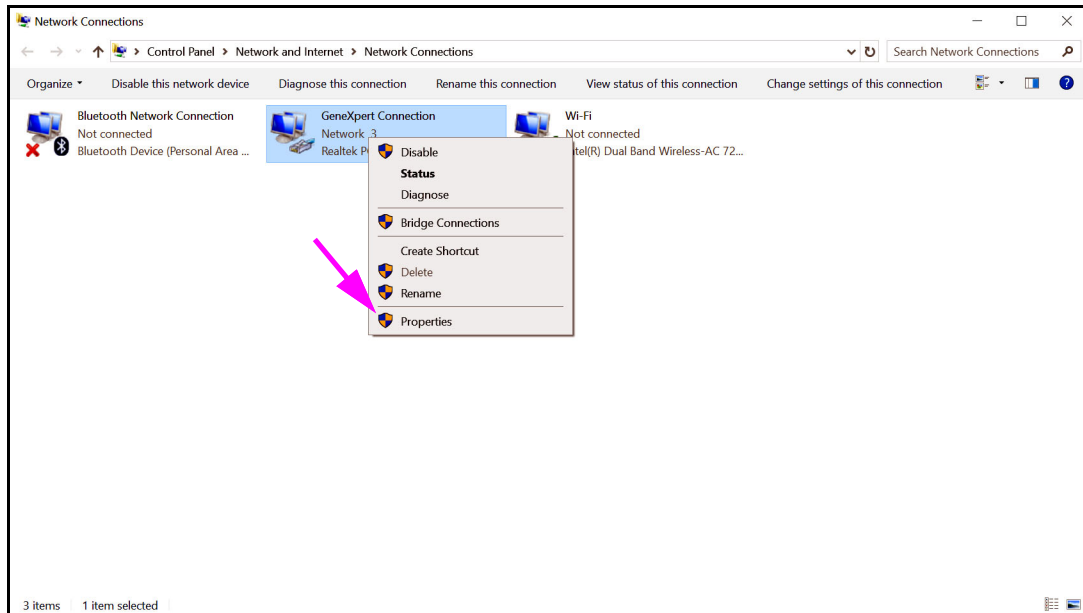 Network Connections
Control Panel > Network and Internet > Network Connections
Search Network Connections
Organize
Disable this network device
Diagnose this connection
Rename this connection
View status of this connection
Change settings of this connection
Bluetooth Network Connection
Not connected
Bluetooth Device (Personal Area ...
GeneXpert Connection
Network 3
Realtek P
Wi-Fi
Not connected
tel(R) Dual Band Wireless-AC 72...
Disable
Status
Diagnose
Bridge Connections
Create Shortcut
Delete
Rename
Properties
3 items
1 item selected